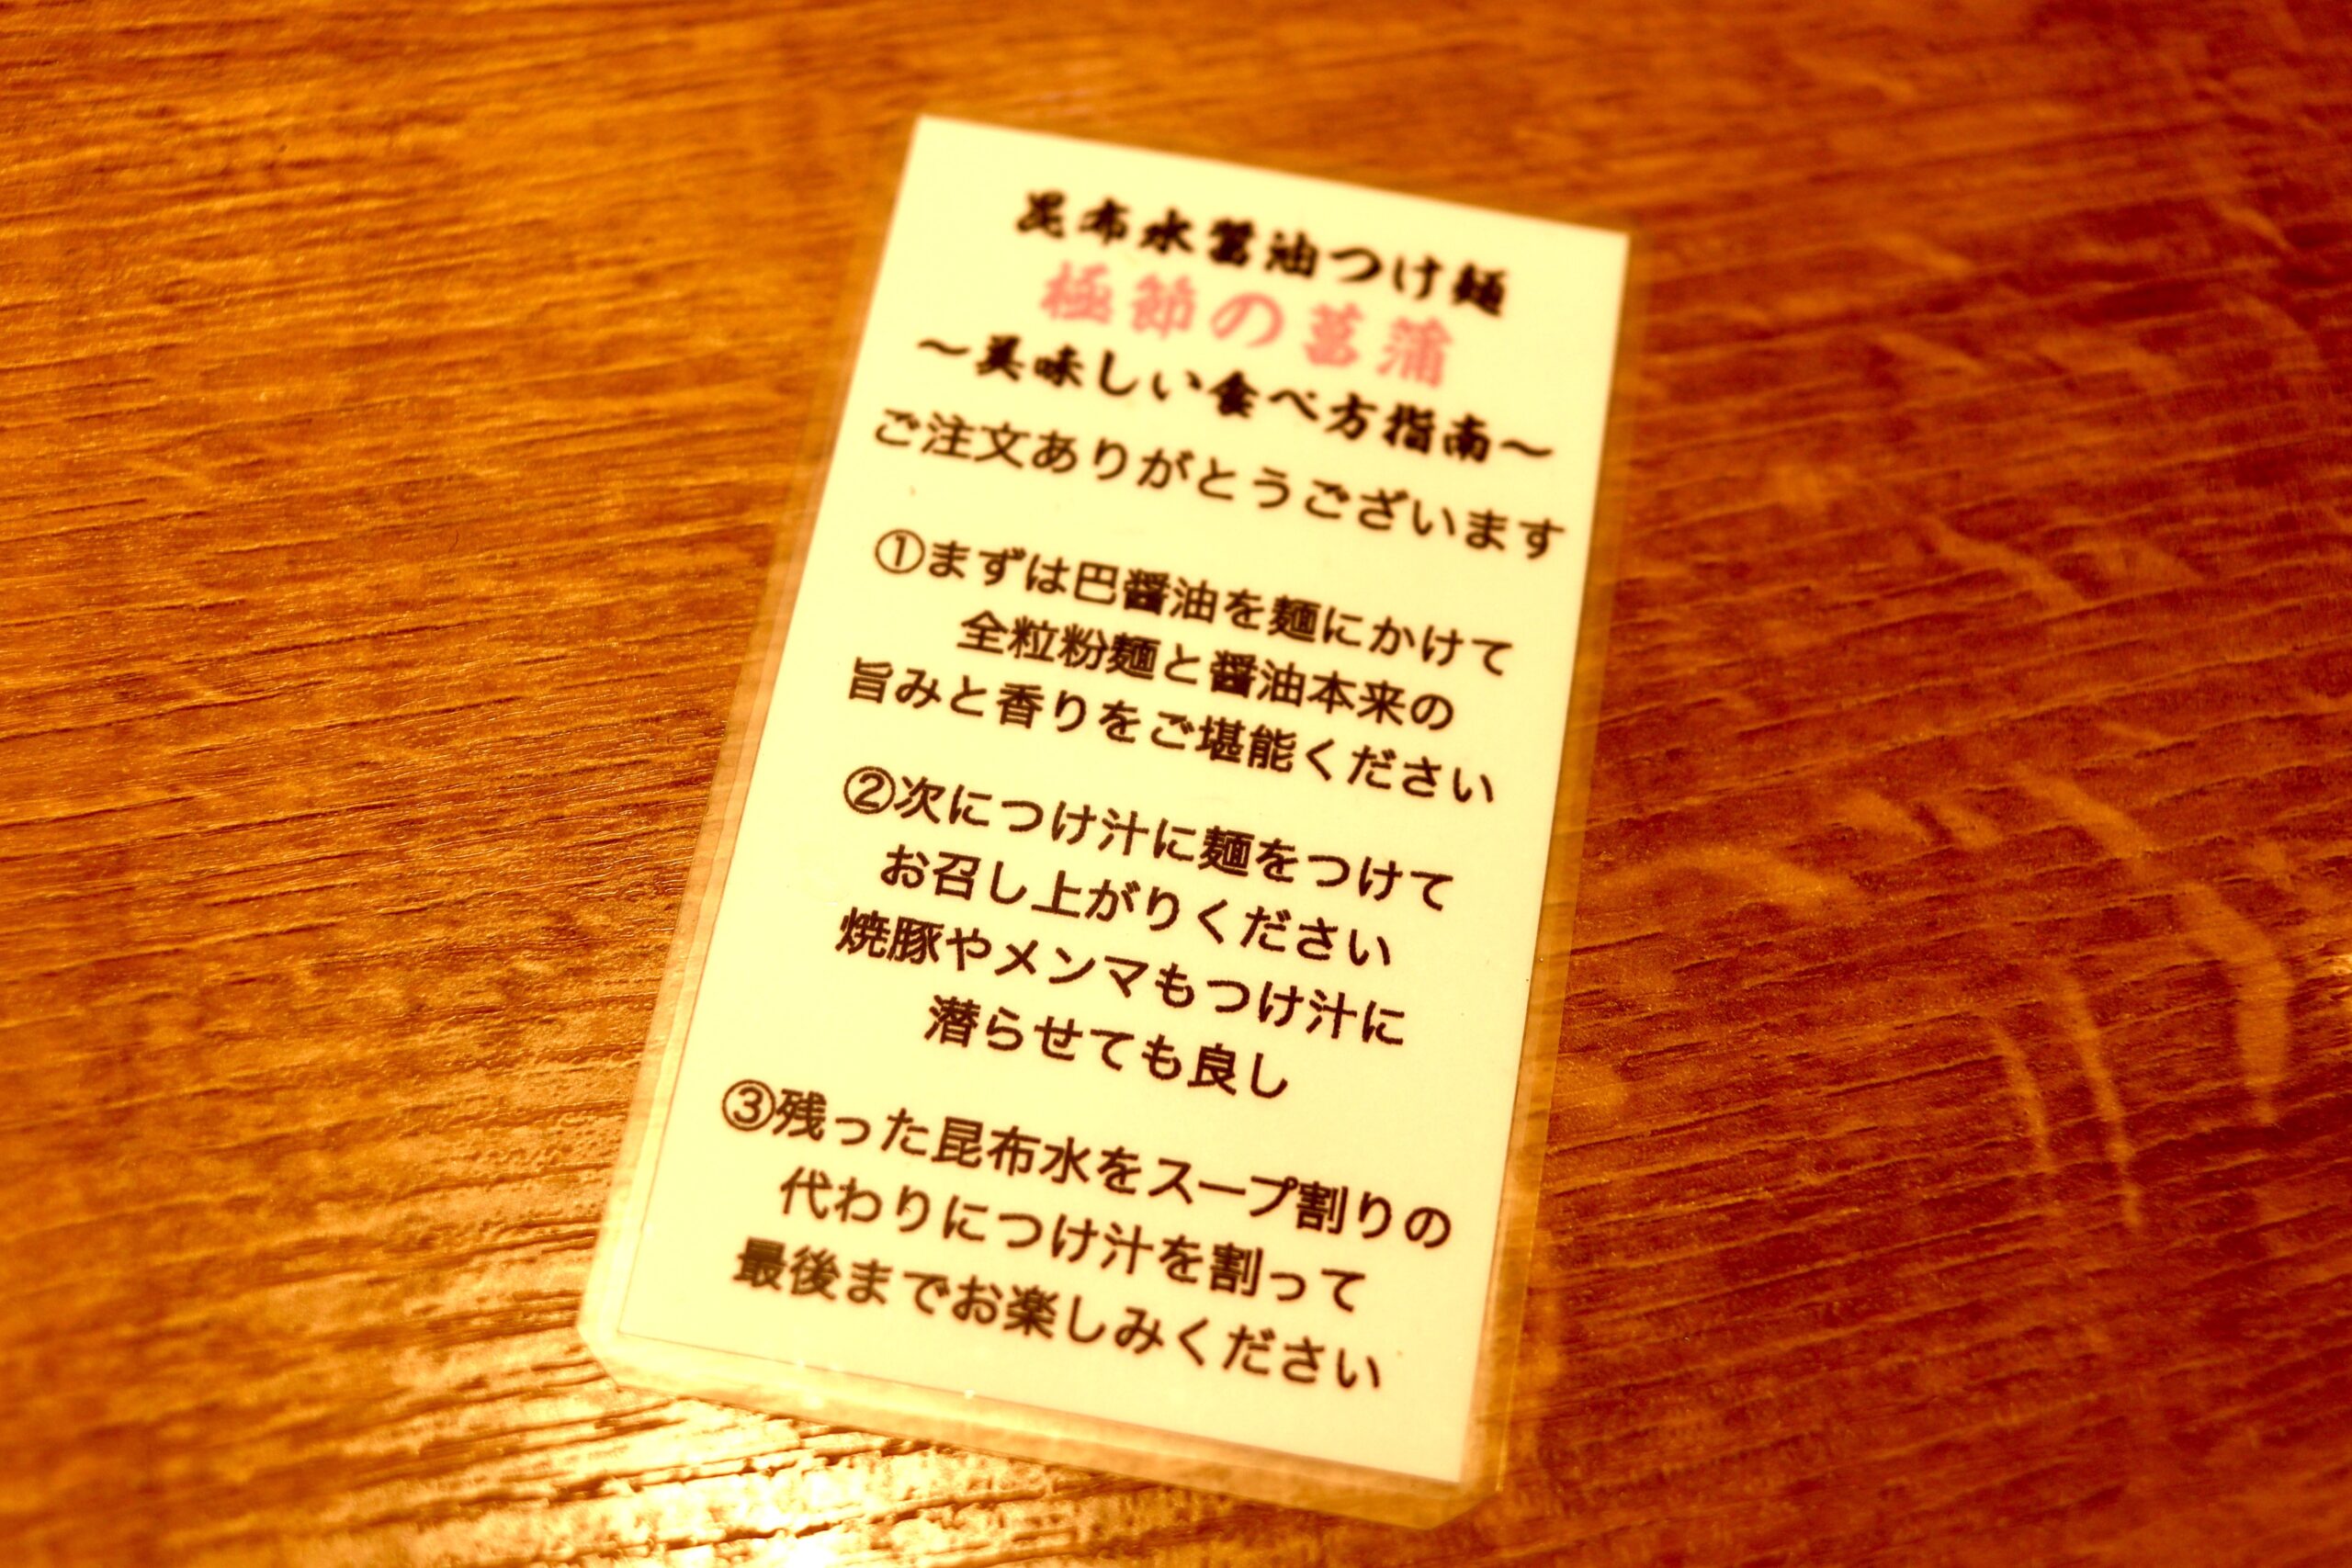 昆布水醤油つけ麺
極節の菖蒲
～美味しい食べ方指南～
ご注文ありがとうございます
①まずは巴醤油を麺にかけて
全粒粉麺と醤油本来の
旨みと香りをご堪能ください
②次につけ汁に麺をつけて
お召し上がりください
焼豚やメンマもつけ汁に
潜らせても良し
③残った昆布水をスープ割りの
代わりにつけ汁を割って
最後までお楽しみください